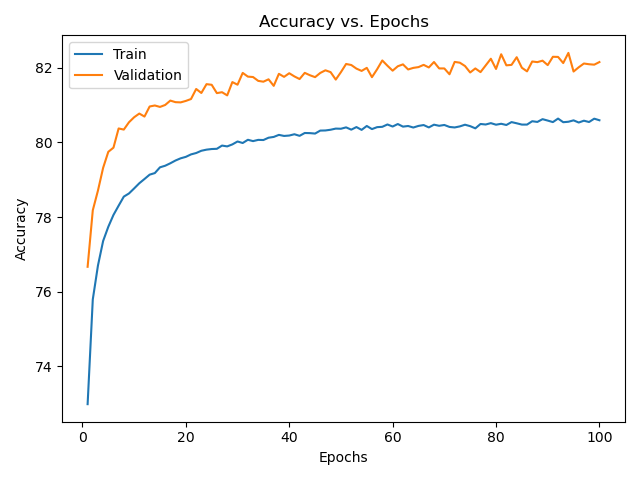 Accuracy vs. Epochs
Train
Validation
82
80
78
76
74
Accuracy
0 20 40 60 80 100
Epochs